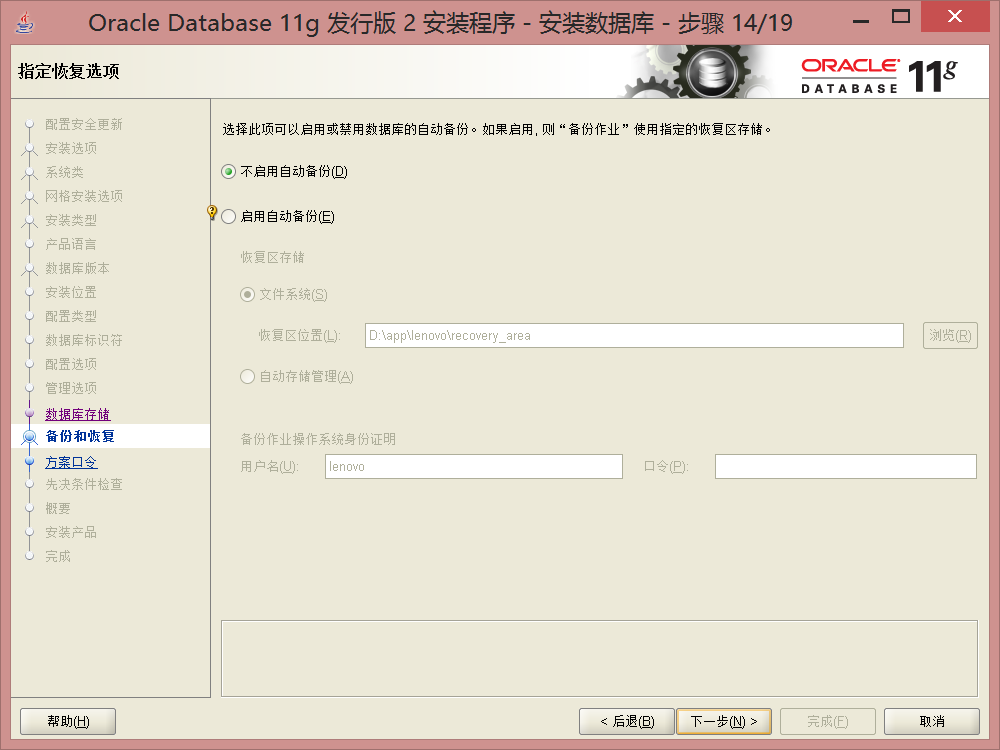 Oracle Database 11g 发行版 2 安装程序 - 安装数据库 - 步骤 14/19
指定恢复选项
ORACLE 11g
DATABASE
配置安全更新
安装选项
系统类
网格安装选项
安装类型
产品语言
数据库版本
安装位置
配置类型
数据库标识符
配置选项
管理选项
数据库存储
备份和恢复
方案口令
先决条件检查
概要
安装产品
完成
选择此项可以启用或禁用数据库的自动备份。如果启用, 则 “备份作业” 使用指定的恢复区存储。
不启用自动备份(D)
启用自动备份(E)
恢复区存储
文件系统(S)
恢复区位置(L): D:\app\lenovo\recovery_area 浏览(R)
自动存储管理(A)
备份作业操作系统身份证明
用户名(U): lenovo 口令(P):
帮助(H) < 后退(B) 下一步(N) > 完成(F) 取消